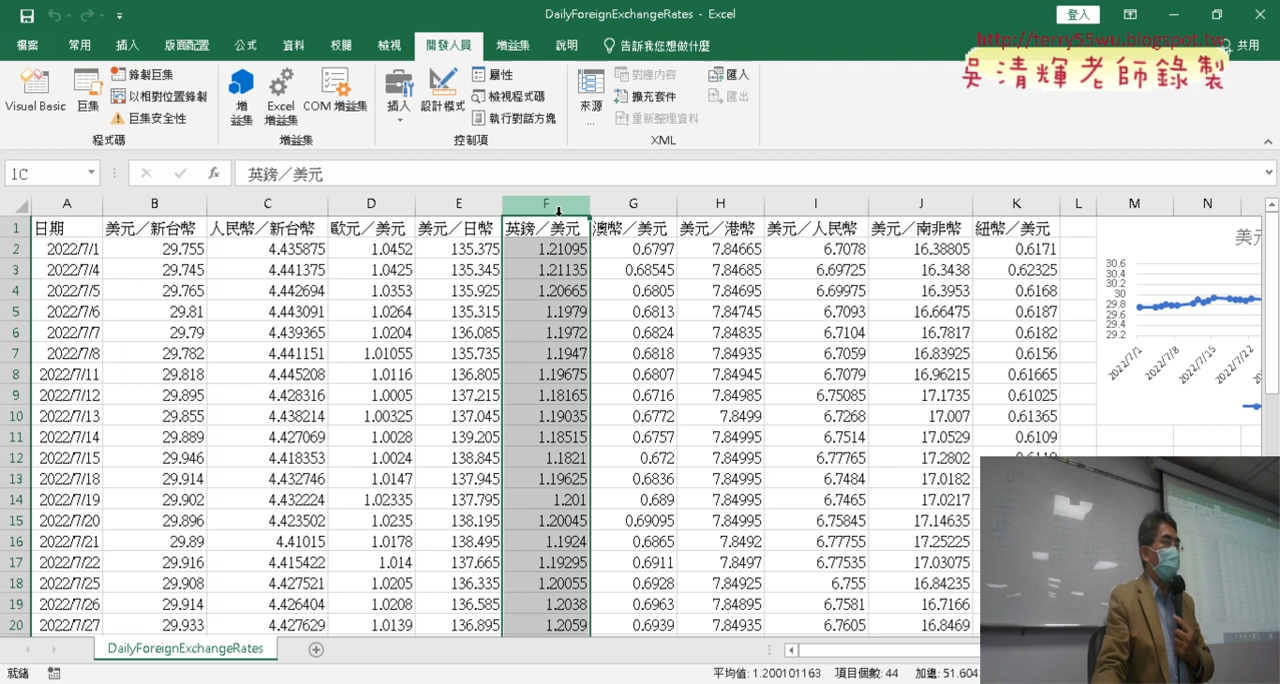 DailyForeignExchangeRates - Excel
登入
http://terry55wu.blogspot.tw
吳清輝老師錄製
檔案 常用 插入 版面配置 公式 資料 校閱 檢視 開發人員 增益集 說明 告訴我您想做什麼 共用
Visual Basic 巨集 錄製巨集 以相對位置錄製 巨集安全性
增益集 Excel 增益集 COM 增益集
插入 設計模式 屬性 檢視程式碼 執行對話方塊
來源... 對應內容 擴充套件 重新整理資料 匯入 匯出
程式碼 增益集 控制項 XML
1C fx 英鎊／美元
A B C D E F G H I J K L M N
1 日期 美元／新台幣 人民幣／新台幣 歐元／美元 美元／日幣 英鎊／美元 澳幣／美元 美元／港幣 美元／人民幣 美元／南非幣 紐幣／美元
2 2022/7/1 29.755 4.435875 1.0452 135.375 1.21095 0.6797 7.84665 6.7078 16.38805 0.6171
3 2022/7/4 29.745 4.441375 1.0425 135.345 1.21135 0.68545 7.84685 6.69725 16.3438 0.62325
4 2022/7/5 29.765 4.442694 1.0353 135.925 1.20665 0.6805 7.84695 6.69975 16.3953 0.6168
5 2022/7/6 29.81 4.443091 1.0264 135.315 1.1979 0.6813 7.84745 6.7093 16.66475 0.6187
6 2022/7/7 29.79 4.439365 1.0204 136.085 1.1972 0.6824 7.84835 6.7104 16.7817 0.6182
7 2022/7/8 29.782 4.441151 1.01055 135.735 1.1947 0.6818 7.84935 6.7059 16.83925 0.6156
8 2022/7/11 29.818 4.445208 1.0116 136.805 1.19675 0.6807 7.84945 6.7079 16.96215 0.61665
9 2022/7/12 29.895 4.428316 1.0005 137.215 1.18165 0.6716 7.84985 6.75085 17.1735 0.61025
10 2022/7/13 29.855 4.438214 1.00325 137.045 1.19035 0.6772 7.8499 6.7268 17.007 0.61365
11 2022/7/14 29.889 4.427069 1.0028 139.205 1.18515 0.6757 7.84995 6.7514 17.0529 0.6109
12 2022/7/15 29.946 4.418353 1.0024 138.845 1.1821 0.672 7.84995 6.77765 17.2802
13 2022/7/18 29.914 4.432746 1.0147 137.945 1.19625 0.6836 7.84995 6.7484 17.0182
14 2022/7/19 29.902 4.432224 1.02335 137.795 1.201 0.689 7.84995 6.7465 17.0217
15 2022/7/20 29.896 4.423502 1.0235 138.195 1.20045 0.69095 7.84995 6.75845 17.14635
16 2022/7/21 29.89 4.41015 1.0178 138.495 1.1924 0.6865 7.8492 6.77755 17.25225
17 2022/7/22 29.916 4.415422 1.014 137.665 1.19295 0.6911 7.8497 6.77535 17.03075
18 2022/7/25 29.908 4.427521 1.0205 136.335 1.20055 0.6928 7.84925 6.755 16.84235
19 2022/7/26 29.914 4.426404 1.0208 136.585 1.2038 0.6963 7.84895 6.7581 16.7166
20 2022/7/27 29.933 4.427629 1.0139 136.895 1.2059 0.6939 7.84885 6.7605 16.8469
美元
30.6
30.4
30.2
30
29.8
29.6
29.4
29.2
2022/7/1 2022/7/8 2022/7/15 2022/7/22
DailyForeignExchangeRates
就緒 平均值: 1.200101163 項目個數: 44 加總: 51.604